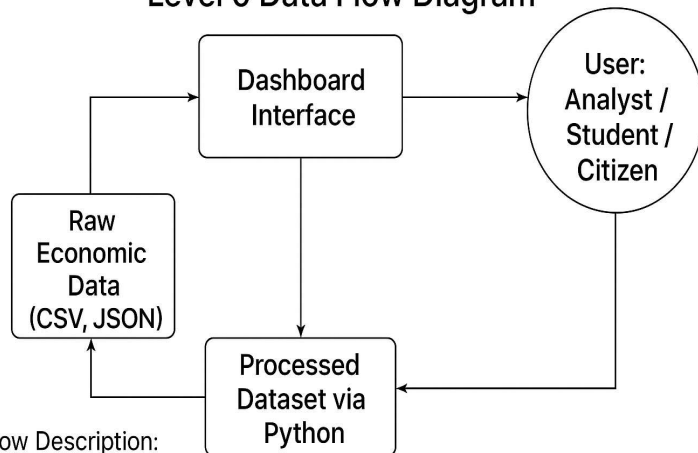 Level 0 Data Flow Diagram
Dashboard
Interface
User:
Analyst /
Student /
Citizen
Raw
Economic
Data
(CSV, JSON)
Processed
Dataset via
Python
Description: